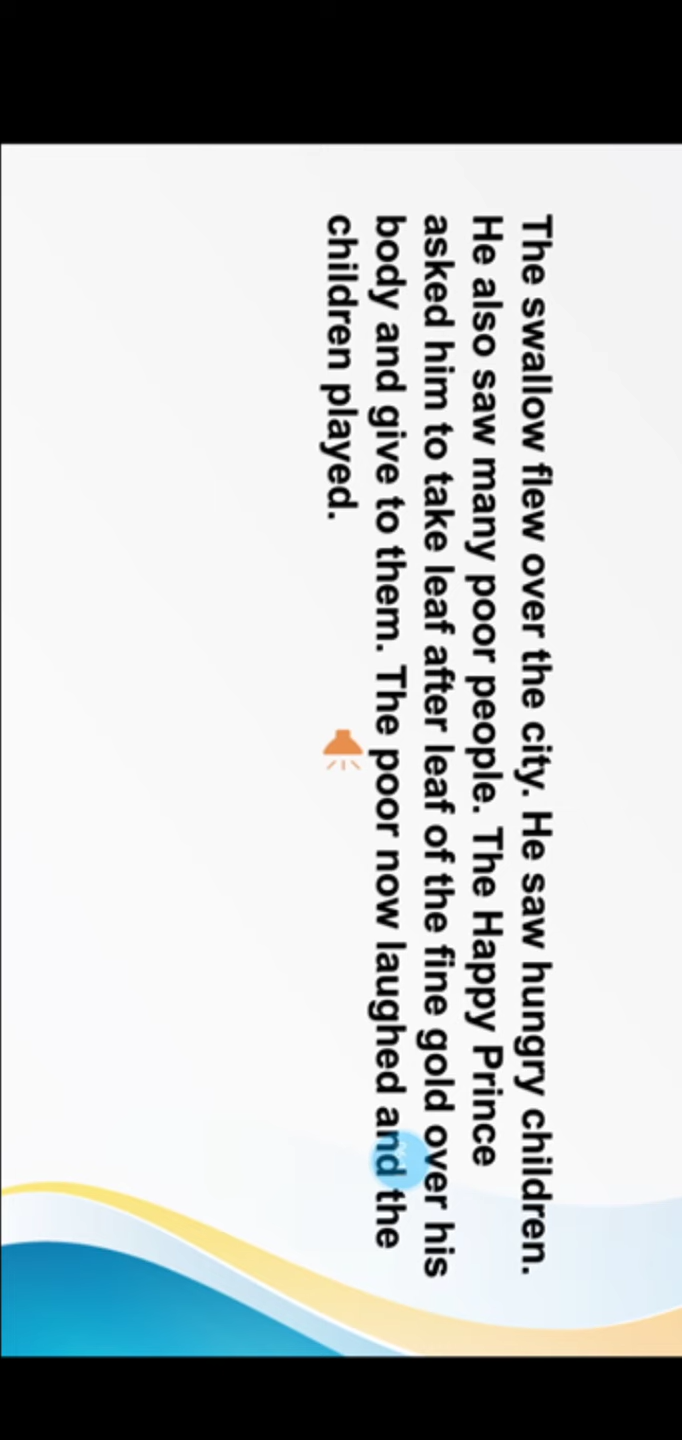 The swallow flew over the city. He saw hungry children.
He also saw many poor people. The Happy Prince
asked him to take leaf after leaf of the fine gold over his
body and give to them. The poor now laughed and the
children played.